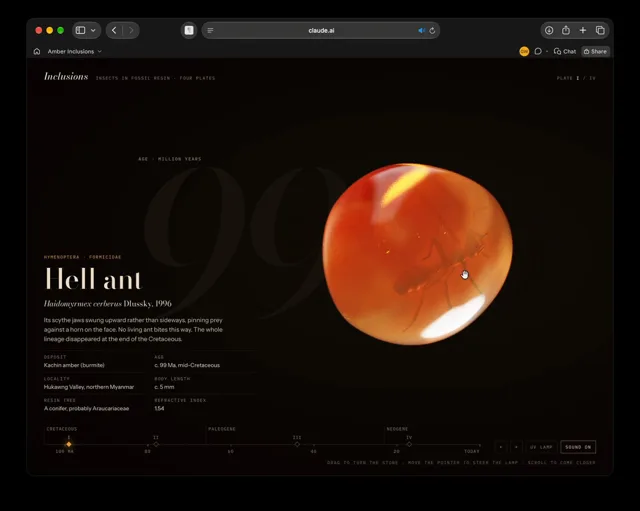 claude.ai
Amber Inclusions
Chat
Share
Inclusions
INSECTS IN FOSSIL RESIN · FOUR PLATES
PLATE I / IV
AGE · MILLION YEARS
99
HYMENOPTERA · FORMICIDAE
Hell ant
Haidomyrmex cerberus Dlussky, 1996
Its scythe jaws swung upward rather than sideways, pinning prey
against a horn on the face. No living ant bites this way. The whole
lineage disappeared at the end of the Cretaceous.
DEPOSIT
Kachin amber (burmite)
AGE
c. 99 Ma, mid-Cretaceous
LOCALITY
Hukawng Valley, northern Myanmar
BODY LENGTH
c. 5 mm
RESIN TREE
A conifer, probably Araucariaceae
REFRACTIVE INDEX
1.54
CRETACEOUS
PALEOGENE
NEOGENE
I
II
III
IV
100 MA
80
60
40
20
TODAY
UV LAMP
SOUND ON
DRAG TO TURN THE STONE · MOVE THE POINTER TO STEER THE LAMP · SCROLL TO COME CLOSER